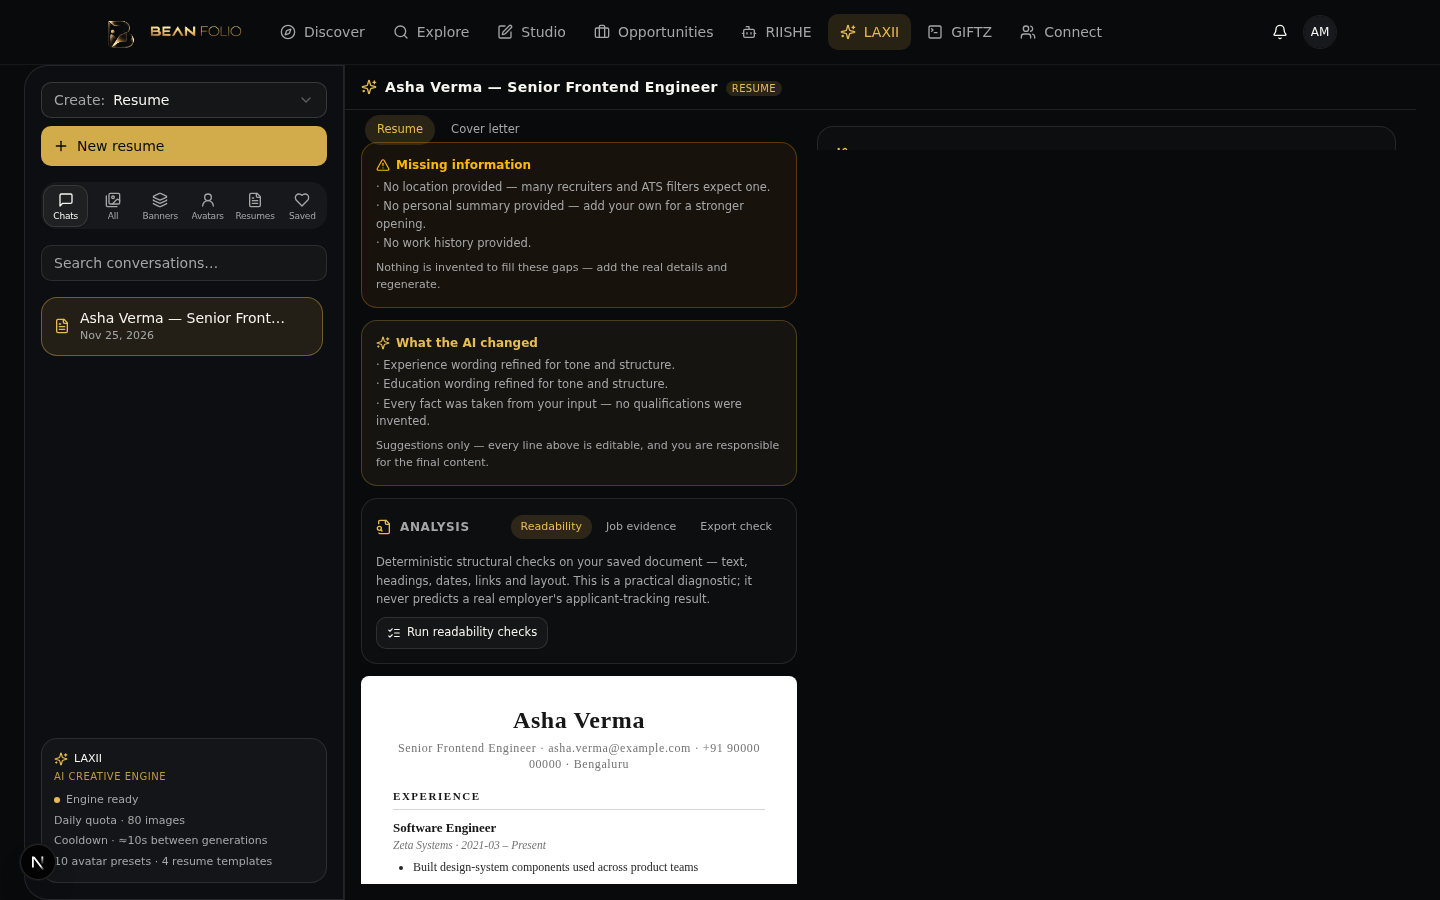 BEAN FOLIO
Discover
Explore
Studio
Opportunities
RIISHE
LAXII
GIFTZ
Connect
AM
Create: Resume
New resume
Chats
All
Banners
Avatars
Resumes
Saved
Search conversations...
Asha Verma — Senior Front...
Nov 25, 2026
LAXII
AI CREATIVE ENGINE
Engine ready
Daily quota · 80 images
Cooldown · ≈10s between generations
10 avatar presets · 4 resume templates
N
Asha Verma — Senior Frontend Engineer RESUME
Resume
Cover letter
Missing information
· No location provided — many recruiters and ATS filters expect one.
· No personal summary provided — add your own for a stronger
opening.
· No work history provided.
Nothing is invented to fill these gaps — add the real details and
regenerate.
What the AI changed
· Experience wording refined for tone and structure.
· Education wording refined for tone and structure.
· Every fact was taken from your input — no qualifications were
invented.
Suggestions only — every line above is editable, and you are responsible
for the final content.
ANALYSIS
Readability
Job evidence
Export check
Deterministic structural checks on your saved document — text,
headings, dates, links and layout. This is a practical diagnostic; it
never predicts a real employer's applicant-tracking result.
Run readability checks
Asha Verma
Senior Frontend Engineer · asha.verma@example.com · +91 90000
00000 · Bengaluru
EXPERIENCE
Software Engineer
Zeta Systems · 2021-03 – Present
• Built design-system components used across product teams